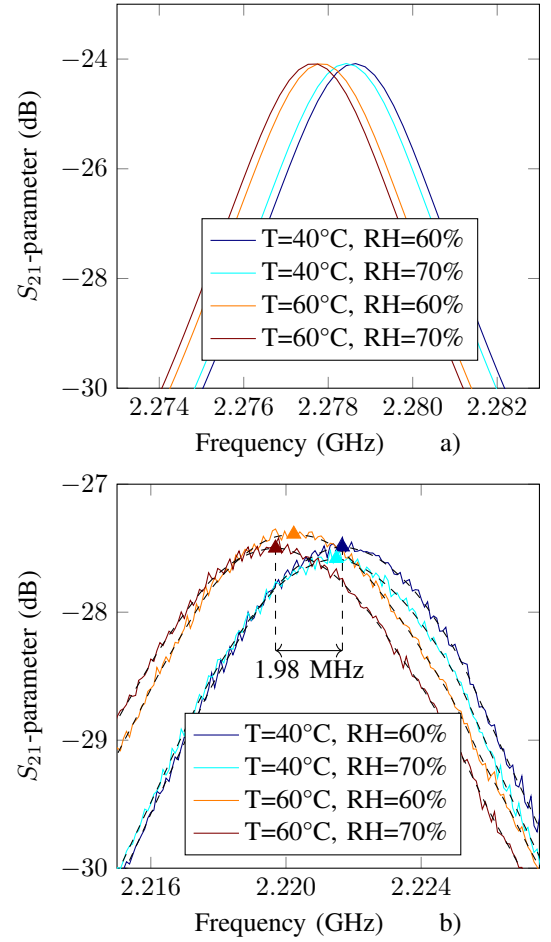 −24
−26
−28
−30
S21-parameter (dB)
T=40°C, RH=60%
T=40°C, RH=70%
T=60°C, RH=60%
T=60°C, RH=70%
2.274 2.276 2.278 2.280 2.282
Frequency (GHz) a)
−27
−28
−29
−30
S21-parameter (dB)
1.98 MHz
T=40°C, RH=60%
T=40°C, RH=70%
T=60°C, RH=60%
T=60°C, RH=70%
2.216 2.220 2.224
Frequency (GHz) b)